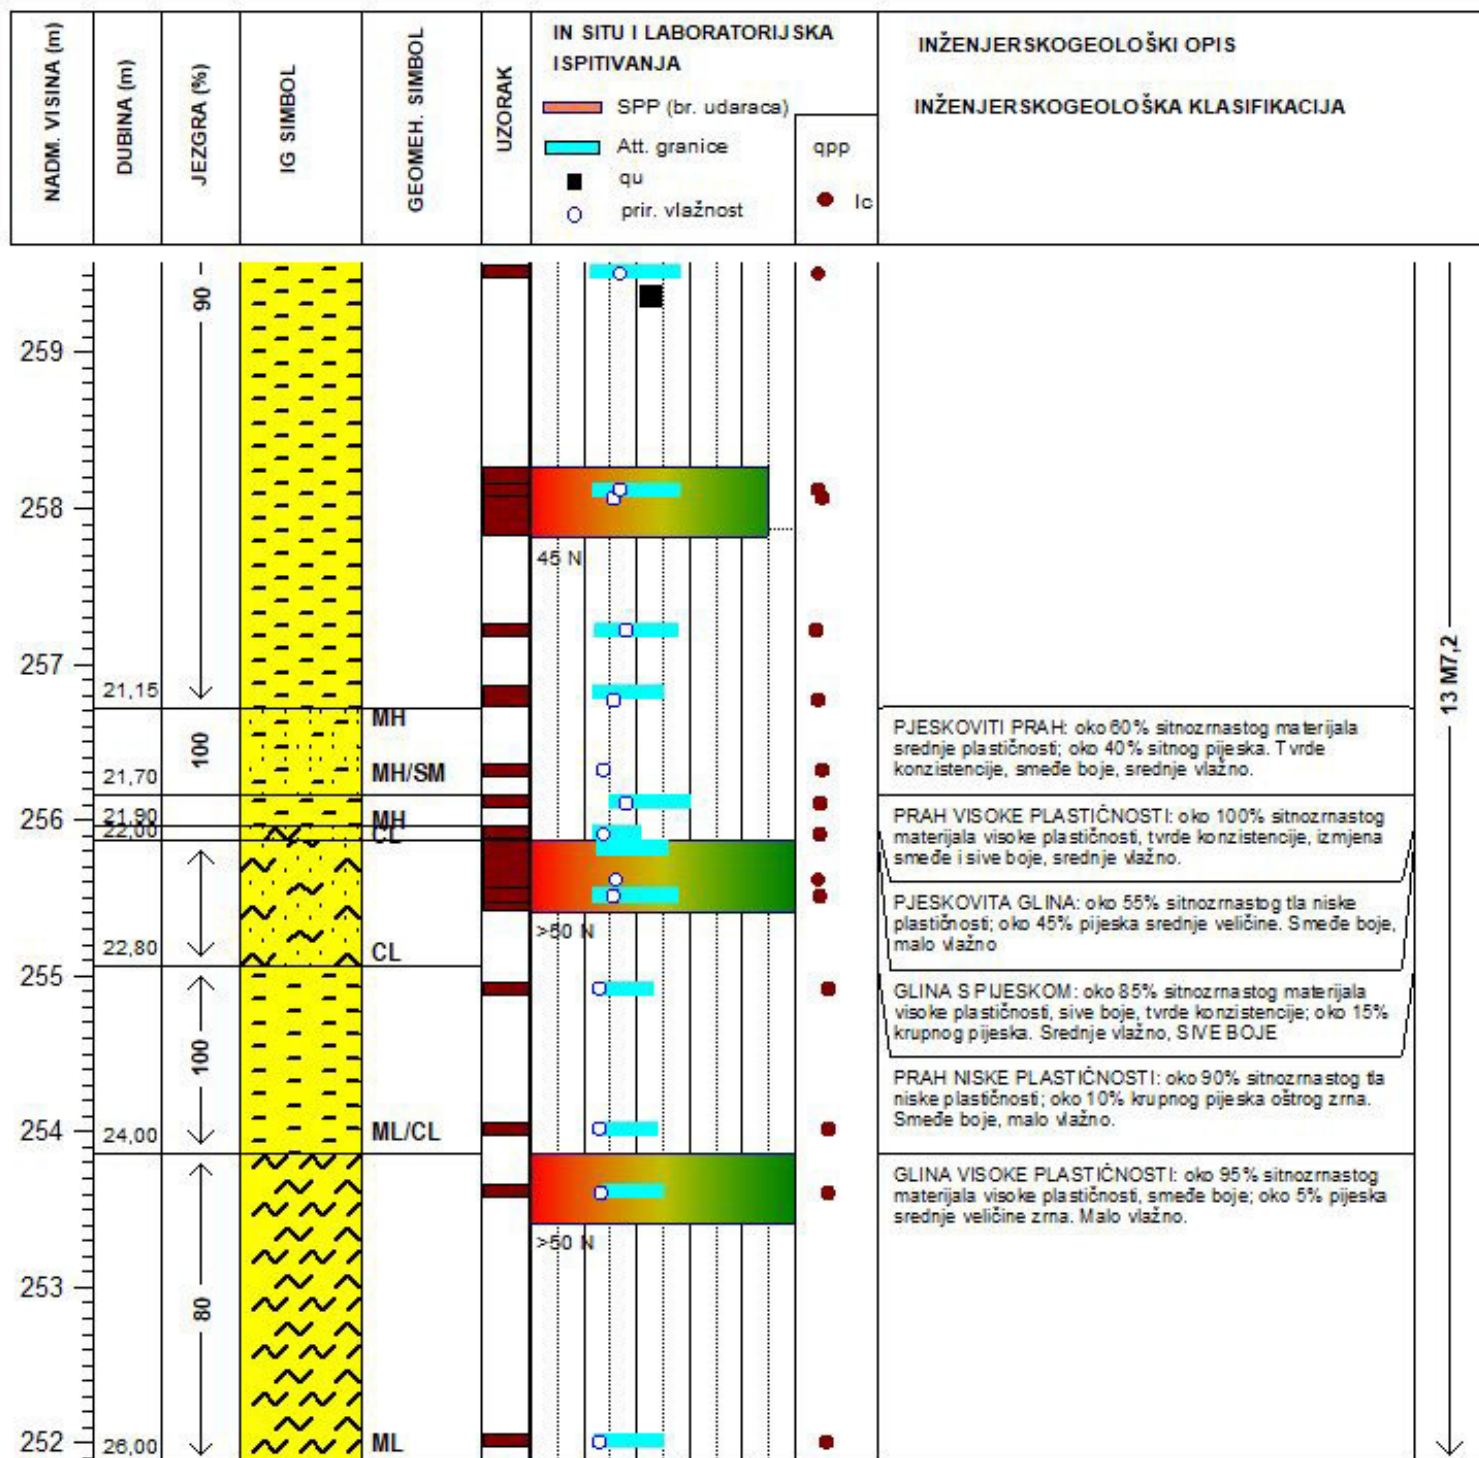 NADM. VISINA (m)
DUBINA (m)
JEZGRA (%)
IG SIMBOL
GEOMEH. SIMBOL
UZORAK
IN SITU I LABORATORIJSKA
ISPITIVANJA
SPP (br. udaraca)
Att. granice
qu
prir. vlažnost
qpp
Ic
INŽENJERSKOGEOLOŠKI OPIS
INŽENJERSKOGEOLOŠKA KLASIFIKACIJA
90
259
258
45 N
257
21,15
MH
100
21,70
MH/SM
PJESKOVITI PRAH: oko 60% sitnozrnastog materijala
srednje plastičnosti; oko 40% sitnog pijeska. Tvrde
konzistencije, smeđe boje, srednje vlažno.
256
21,90
MH
22,00
CL
PRAH VISOKE PLASTIČNOSTI: oko 100% sitnozrnastog
materijala visoke plastičnosti, tvrde konzistencije, izmjena
smeđe i sive boje, srednje vlažno.
>50 N
22,80
CL
PJESKOVITA GLINA: oko 55% sitnozrnastog tla niske
plastičnosti; oko 45% pijeska srednje veličine. Smeđe boje,
malo vlažno
255
GLINA S PIJESKOM: oko 85% sitnozrnastog materijala
visoke plastičnosti, sive boje, tvrde konzistencije; oko 15%
krupnog pijeska. Srednje vlažno, SIVE BOJE
100
254
24,00
ML/CL
PRAH NISKE PLASTIČNOSTI: oko 90% sitnozrnastog tla
niske plastičnosti; oko 10% krupnog pijeska oštrog zrna.
Smeđe boje, malo vlažno.
GLINA VISOKE PLASTIČNOSTI: oko 95% sitnozrnastog
materijala visoke plastičnosti, smeđe boje; oko 5% pijeska
srednje veličine zrna. Malo vlažno.
>50 N
253
80
252
26,00
ML
13 M7,2